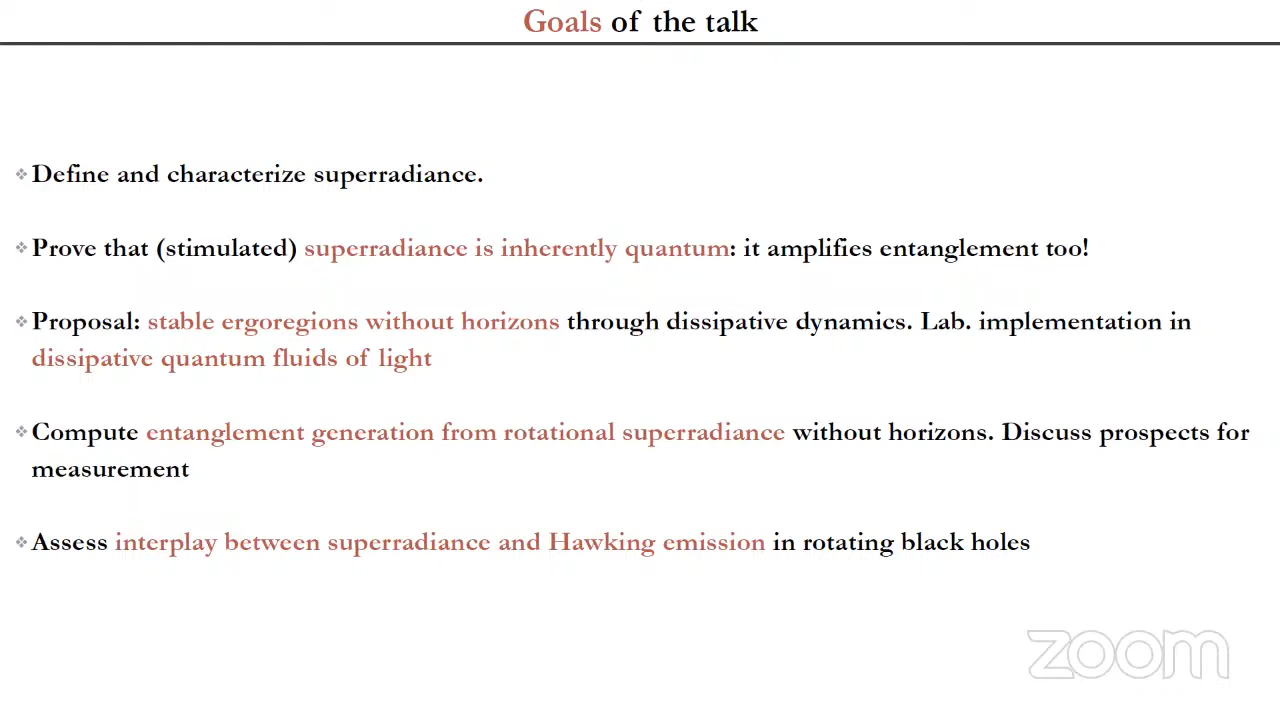 Goals of the talk
❖Define and characterize superradiance.
❖Prove that (stimulated) superradiance is inherently quantum: it amplifies entanglement too!
❖Proposal: stable ergoregions without horizons through dissipative dynamics. Lab. implementation in
dissipative quantum fluids of light
❖Compute entanglement generation from rotational superradiance without horizons. Discuss prospects for
measurement
❖Assess interplay between superradiance and Hawking emission in rotating black holes
zoom